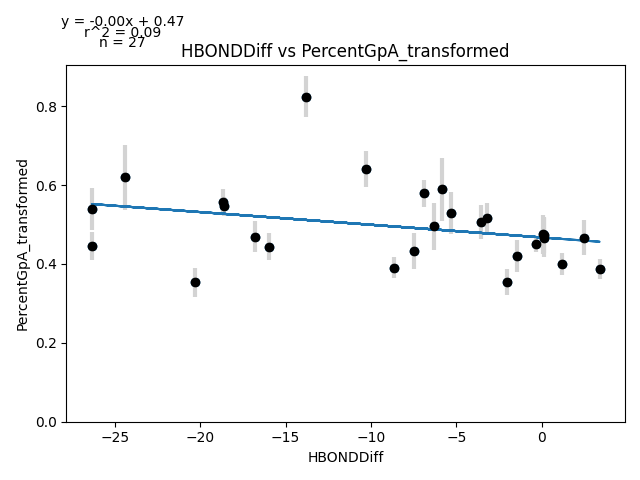 y = -0.00x + 0.47
r^2 = 0.09
n = 27
HBONDDiff vs PercentGpA_transformed
PercentGpA_transformed
0.8
0.6
0.4
0.2
0.0
−25
−20
−15
−10
−5
0
HBONDDiff